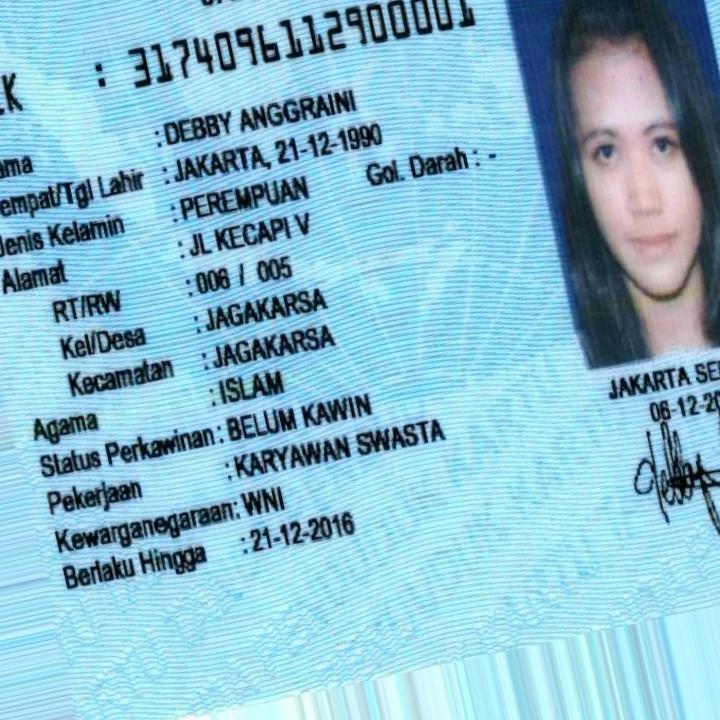 K : 3174096112900001
ama : DEBBY ANGGRAINI
empat/Tgl Lahir : JAKARTA, 21-12-1990
Jenis Kelamin : PEREMPUAN Gol. Darah : -
Alamat : JL KECAPI V
RT/RW : 006 / 005
Kel/Desa : JAGAKARSA
Kecamatan : JAGAKARSA
Agama : ISLAM
Status Perkawinan : BELUM KAWIN
Pekerjaan : KARYAWAN SWASTA
Kewarganegaraan : WNI
Berlaku Hingga : 21-12-2016
JAKARTA SE
06-12-20